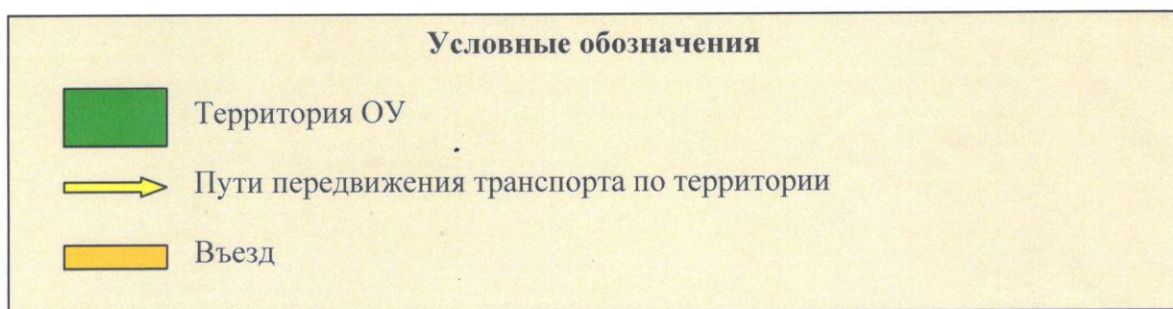 Условные обозначения
Территория ОУ
Пути передвижения транспорта по территории
Въезд